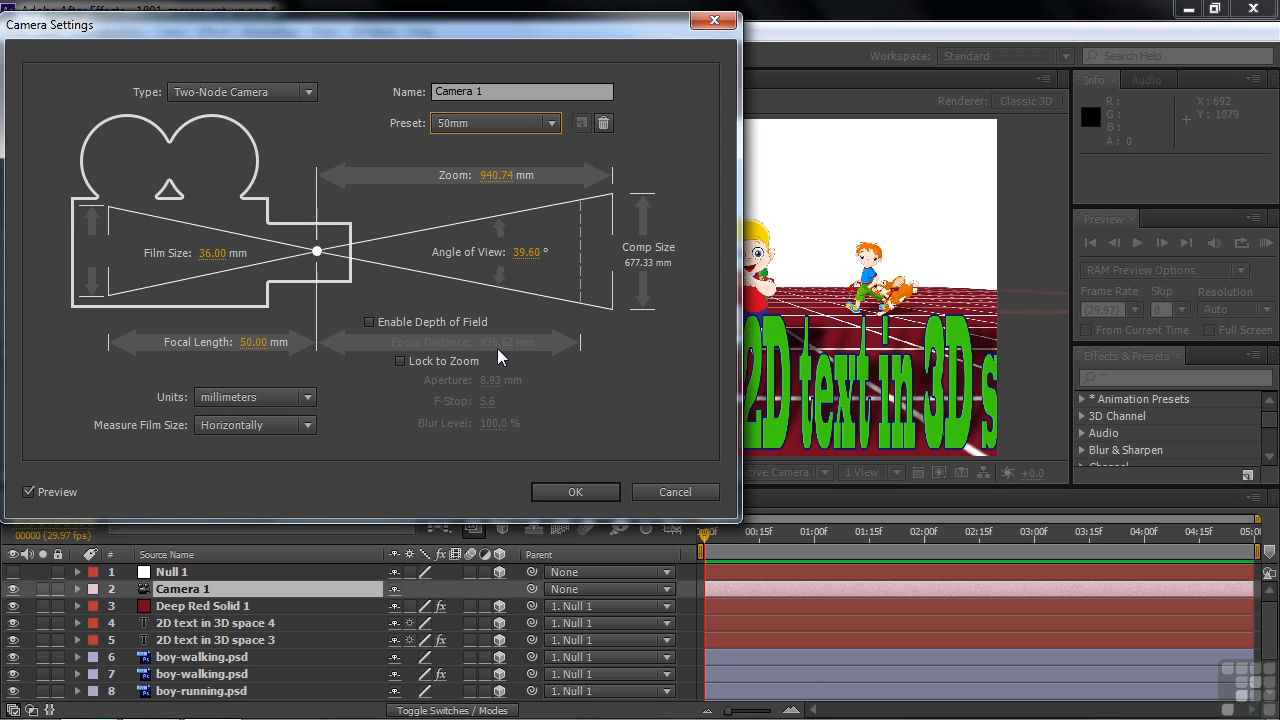 Camera Settings
Type: Two-Node Camera
Name: Camera 1
Preset: 50mm
Zoom: 940.74 mm
Film Size: 36.00 mm
Angle of View: 39.60 °
Comp Size
677.33 mm
Enable Depth of Field
Focal Length: 50.00 mm
Focus Distance: 936.62 mm
Lock to Zoom
Aperture: 8.93 mm
F-Stop: 5.6
Blur Level: 100.0 %
Units: millimeters
Measure Film Size: Horizontally
Preview
OK
Cancel
Workspace: Standard
Search Help
Renderer: Classic 3D
2D text in 3D s
1 View
+0.0
Info
Audio
R :
G :
B :
A : 0
X : 692
Y : 1079
Preview
RAM Preview Options
Frame Rate
Skip
Resolution
(29.97)
0
Auto
From Current Time
Full Screen
Effects & Presets
* Animation Presets
3D Channel
Audio
Blur & Sharpen
Channel
00000 (29.97 fps)
# Source Name
Parent
00:15f
01:00f
01:15f
02:00f
02:15f
03:00f
03:15f
04:00f
04:15f
1 Null 1 None
2 Camera 1 None
3 Deep Red Solid 1 fx 1. Null 1
4 T 2D text in 3D space 4 1. Null 1
5 T 2D text in 3D space 3 fx 1. Null 1
6 boy-walking.psd 1. Null 1
7 boy-walking.psd fx 1. Null 1
8 boy-running.psd 1. Null 1
Toggle Switches / Modes